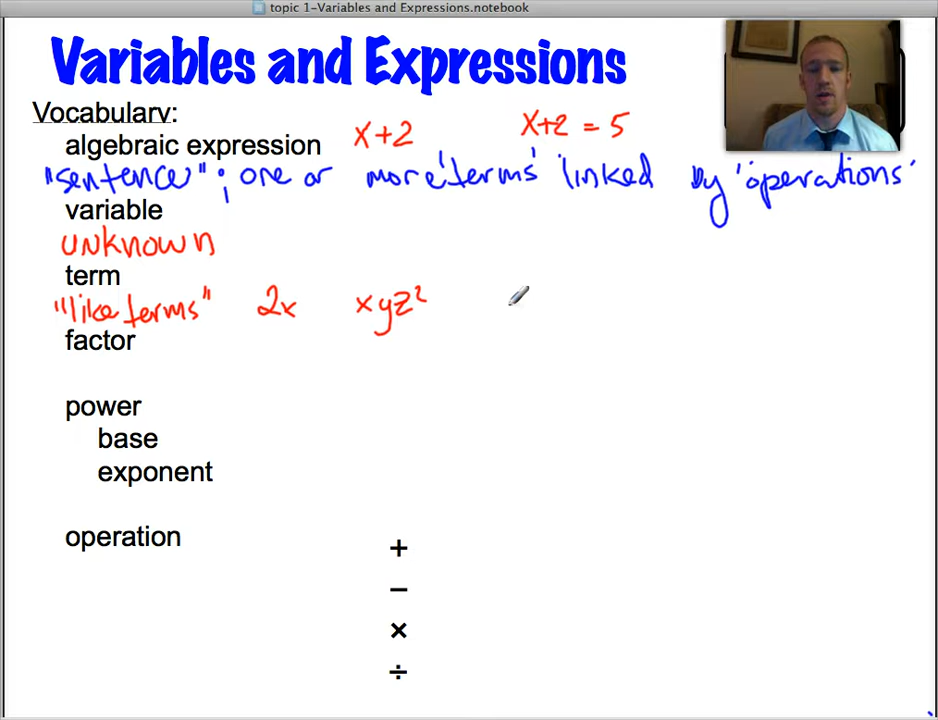 topic 1–Variables and Expressions.notebook
Variables and Expressions
Vocabulary:
algebraic expression x+2 x+2 = 5
"sentence" ; one or more 'terms' linked by 'operations'
variable
unknown
term
"like terms" 2x xyz²
factor
power
base
exponent
operation
+
−
×
÷